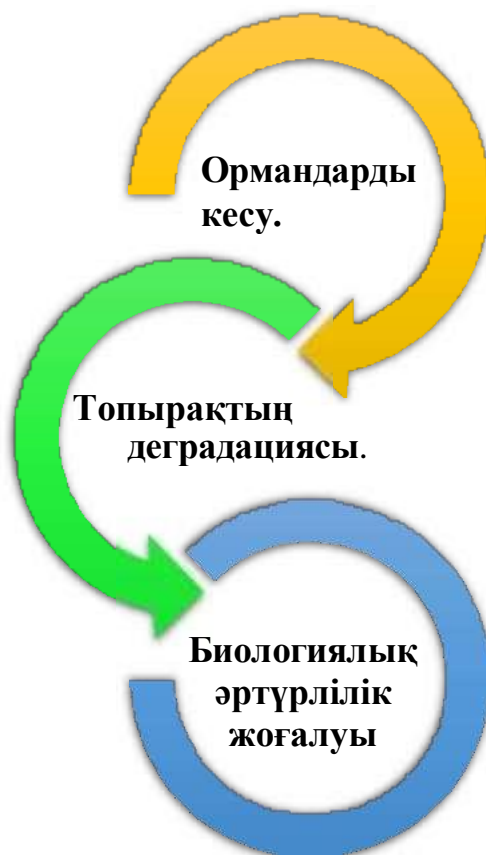 Ормандарды
кесу.
Топырақтың
деградациясы.
Биологиялық
әртүрлілік
жоғалуы